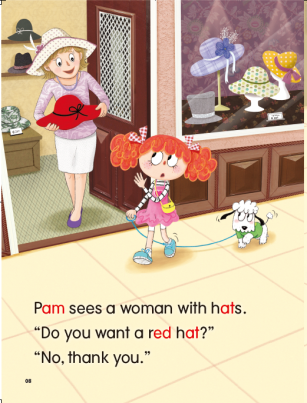 Pam sees a woman with hats.
“Do you want a red hat?”
“No, thank you.”
08